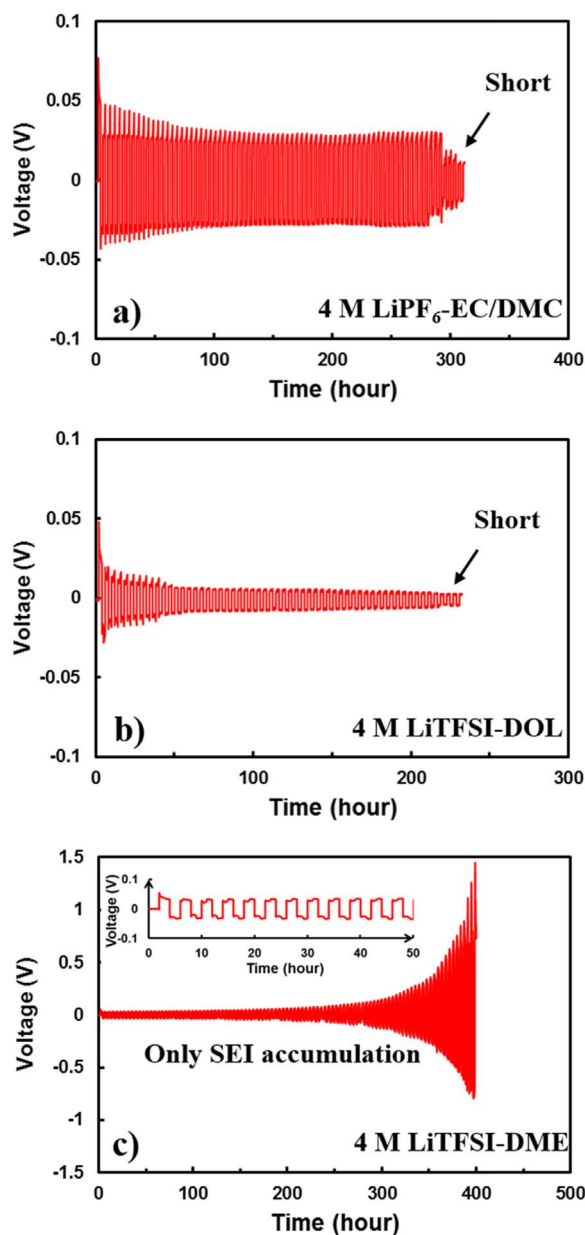 0.1
0.05
0
-0.05
-0.1
Voltage (V)
Short
a)
4 M LiPF₆-EC/DMC
0 100 200 300 400
Time (hour)
0.1
0.05
0
-0.05
-0.1
Voltage (V)
Short
b)
4 M LiTFSI-DOL
0 100 200 300
Time (hour)
1.5
1
0.5
0
-0.5
-1
-1.5
Voltage (V)
0.1
0
-0.1
Voltage (V)
0 10 20 30 40 50
Time (hour)
Only SEI accumulation
c)
4 M LiTFSI-DME
0 100 200 300 400 500
Time (hour)